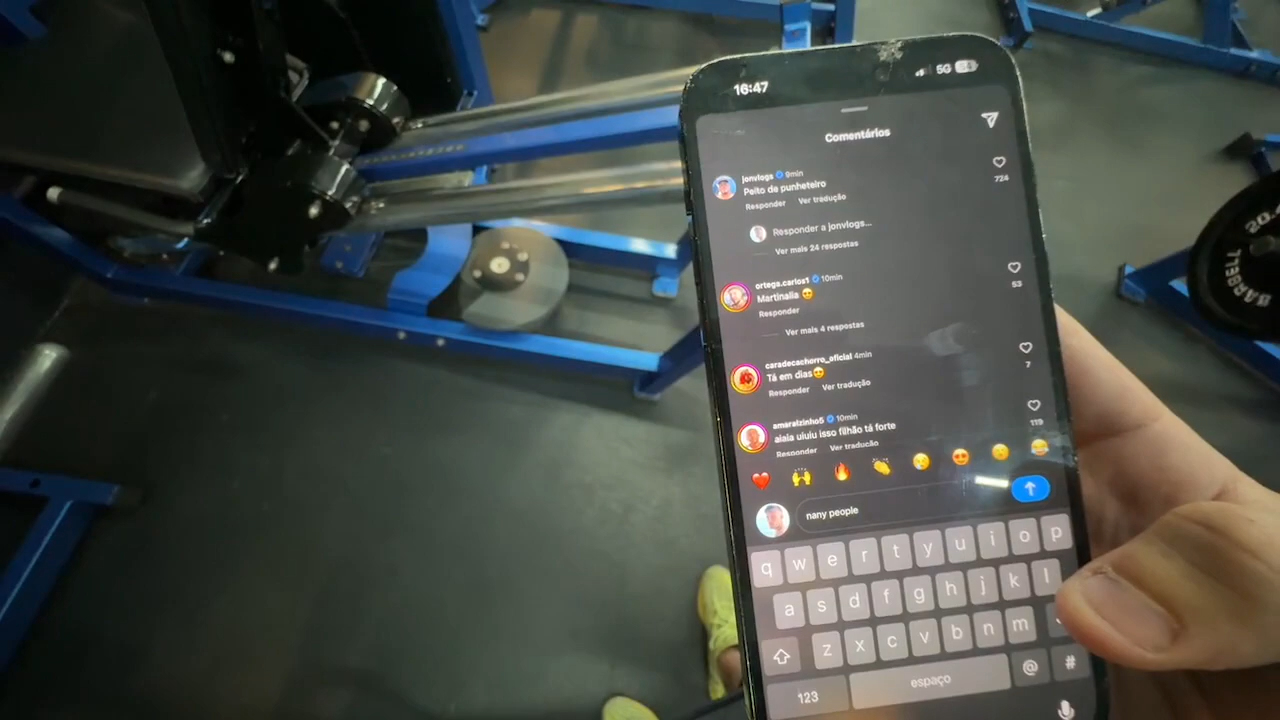 16:47
5G
Comentários
jonvlogs 9min
Peito de punheteiro
724
Responder Ver tradução
Responder a jonvlogs...
Ver mais 24 respostas
ortega.carlos1 10min
Martinalia 😍
53
Responder
Ver mais 4 respostas
caradecachorro_oficial 4min
Tá em dias😍
7
Responder Ver tradução
amaralzinho5 10min
aiaia uiuiu isso filhão tá forte
119
Responder Ver tradução
nany people
q w e r t y u i o p
a s d f g h j k l
z x c v b n m
123 espaço @ #
BARBELL